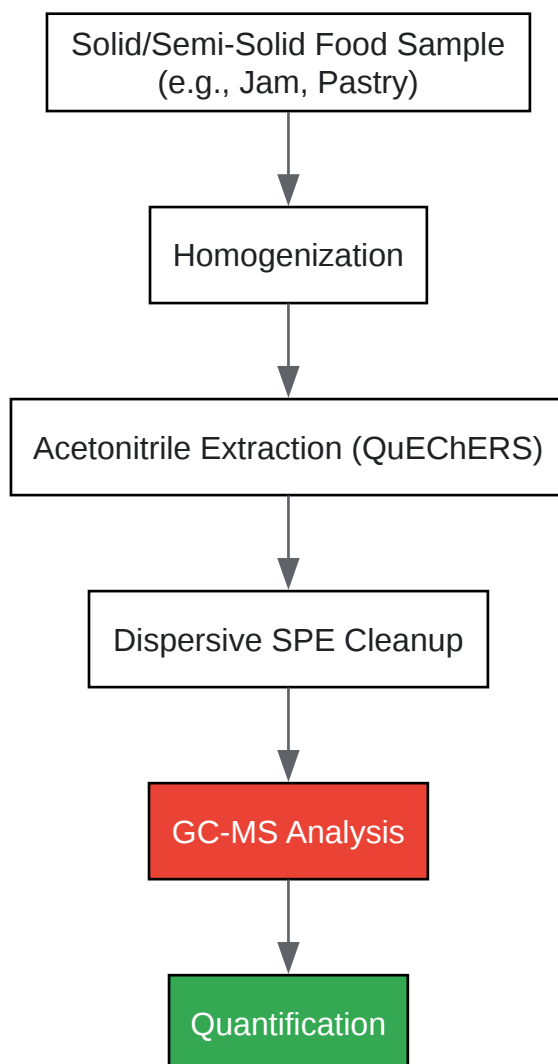 Solid/Semi-Solid Food Sample
(e.g., Jam, Pastry)
Homogenization
Acetonitrile Extraction (QuEChERS)
Dispersive SPE Cleanup
GC-MS Analysis
Quantification